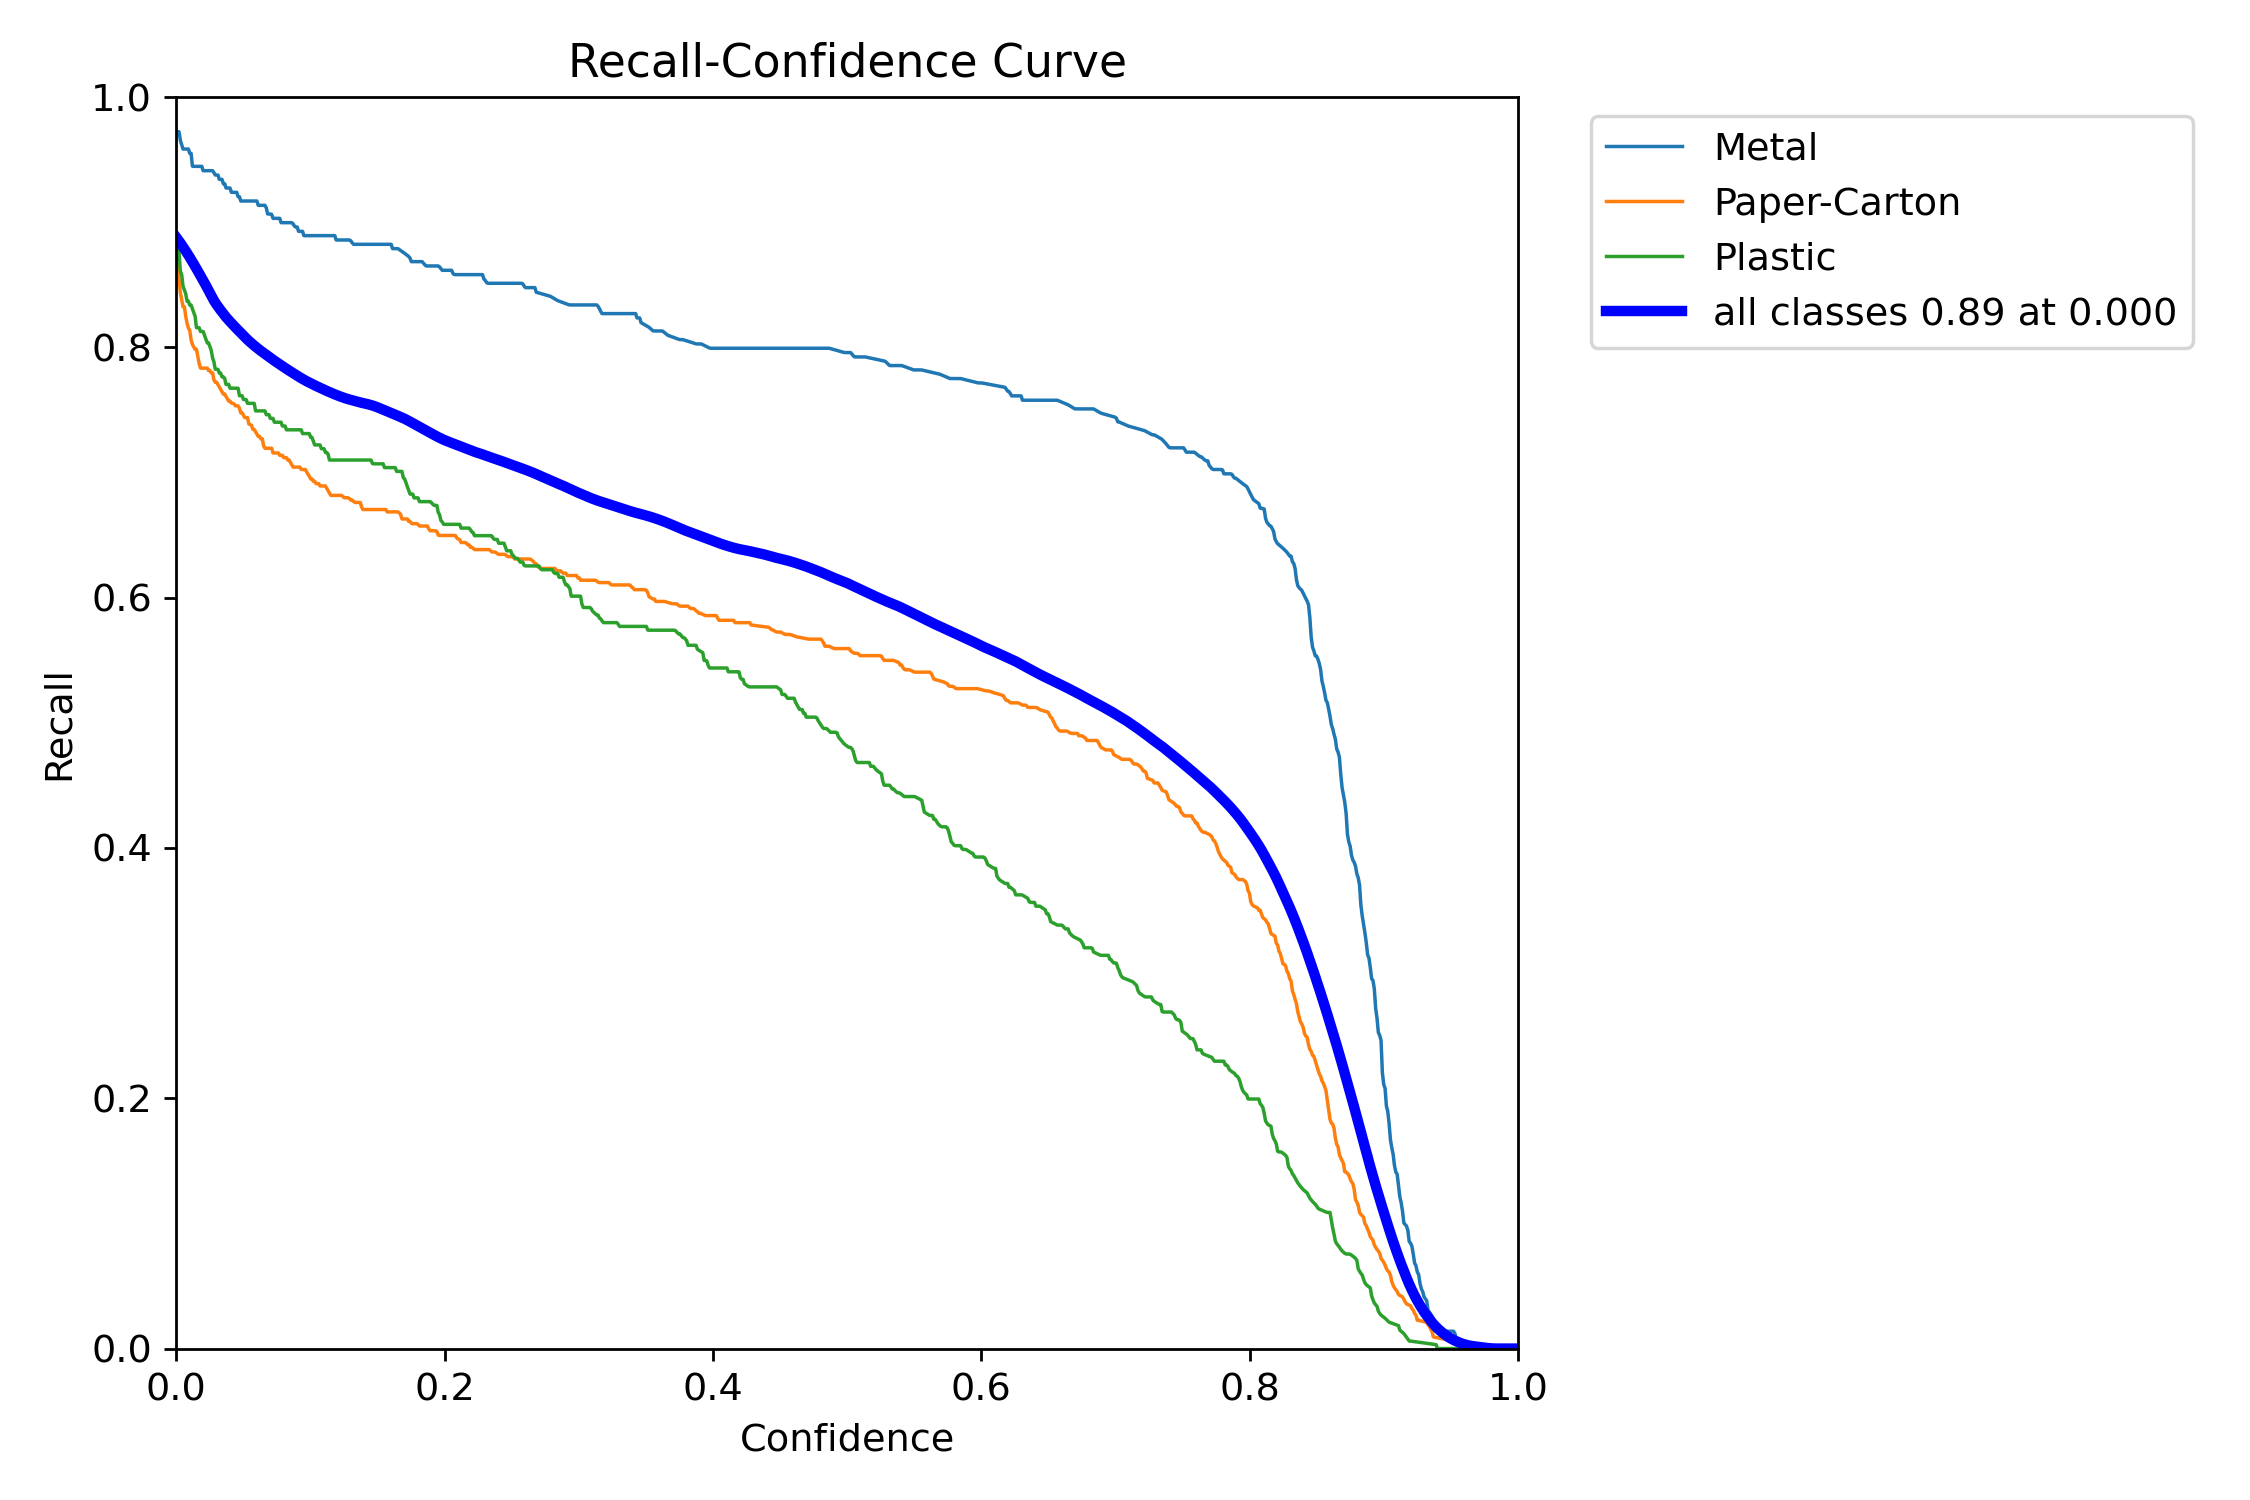 Recall-Confidence Curve
1.0
0.8
0.6
0.4
0.2
0.0
Recall
0.0 0.2 0.4 0.6 0.8 1.0
Confidence
Metal
Paper-Carton
Plastic
all classes 0.89 at 0.000